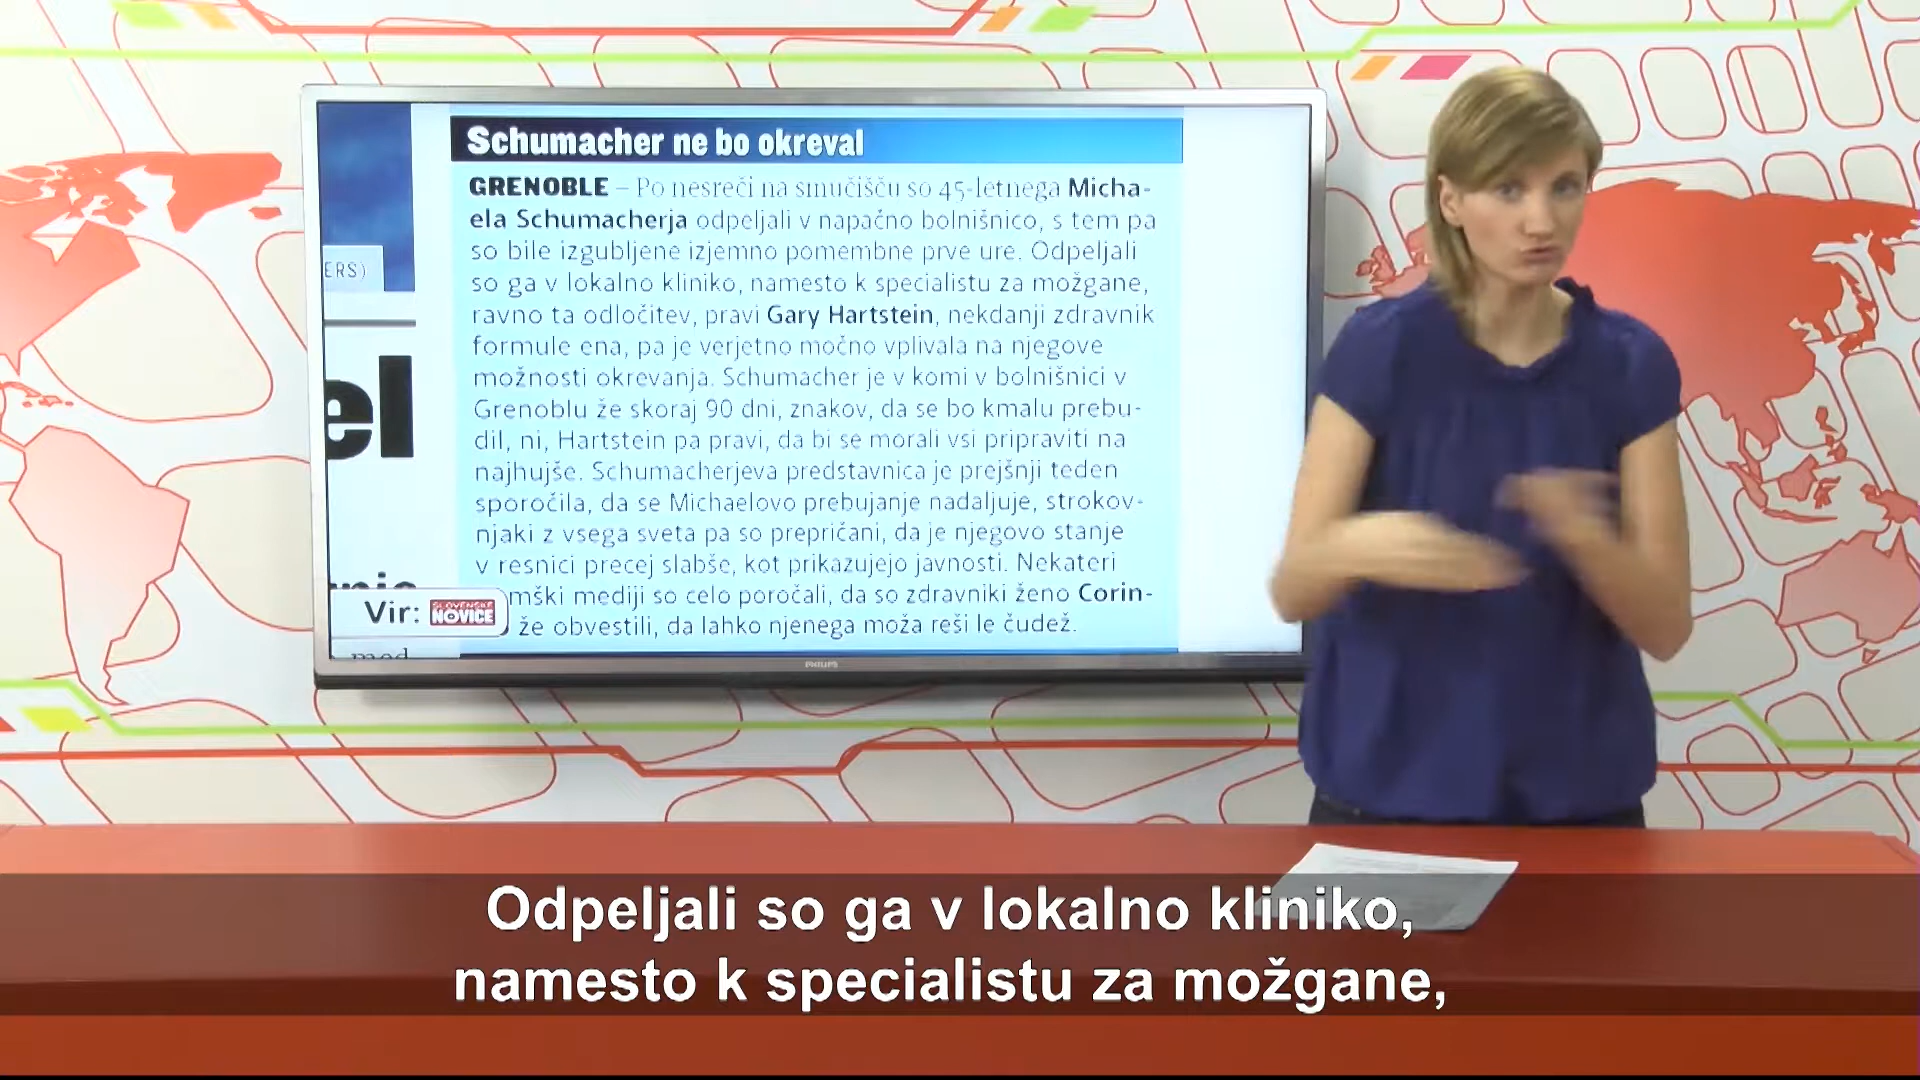 Schumacher ne bo okreval
GRENOBLE – Po nesreči na smučišču so 45-letnega Micha-
ela Schumacherja odpeljali v napačno bolnišnico, s tem pa
so bile izgubljene izjemno pomembne prve ure. Odpeljali
so ga v lokalno kliniko, namesto k specialistu za možgane,
ravno ta odločitev, pravi Gary Hartstein, nekdanji zdravnik
formule ena, pa je verjetno močno vplivala na njegove
možnosti okrevanja. Schumacher je v komi v bolnišnici v
Grenoblu že skoraj 90 dni, znakov, da se bo kmalu prebu-
dil, ni, Hartstein pa pravi, da bi se morali vsi pripraviti na
najhujše. Schumacherjeva predstavnica je prejšnji teden
sporočila, da se Michaelovo prebujanje nadaljuje, strokov-
njaki z vsega sveta pa so prepričani, da je njegovo stanje
v resnici precej slabše, kot prikazujejo javnosti. Nekateri
mški mediji so celo poročali, da so zdravniki ženo Corin-
že obvestili, da lahko njenega moža reši le čudež.
ERS)
el
Vir: SLOVENSKE
NOVICE
med
PHILIPS
Odpeljali so ga v lokalno kliniko,
namesto k specialistu za možgane,